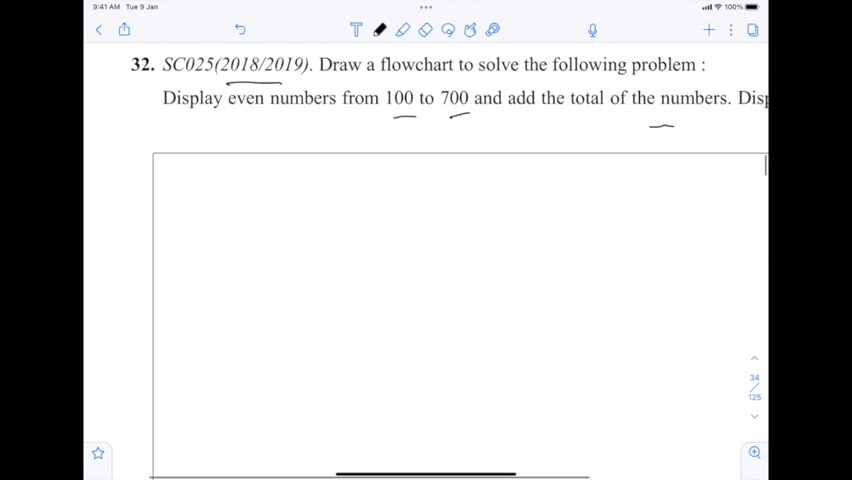 9:41 AM Tue 9 Jan
100%
32. SC025(2018/2019). Draw a flowchart to solve the following problem :
Display even numbers from 100 to 700 and add the total of the numbers. Disp
34
125